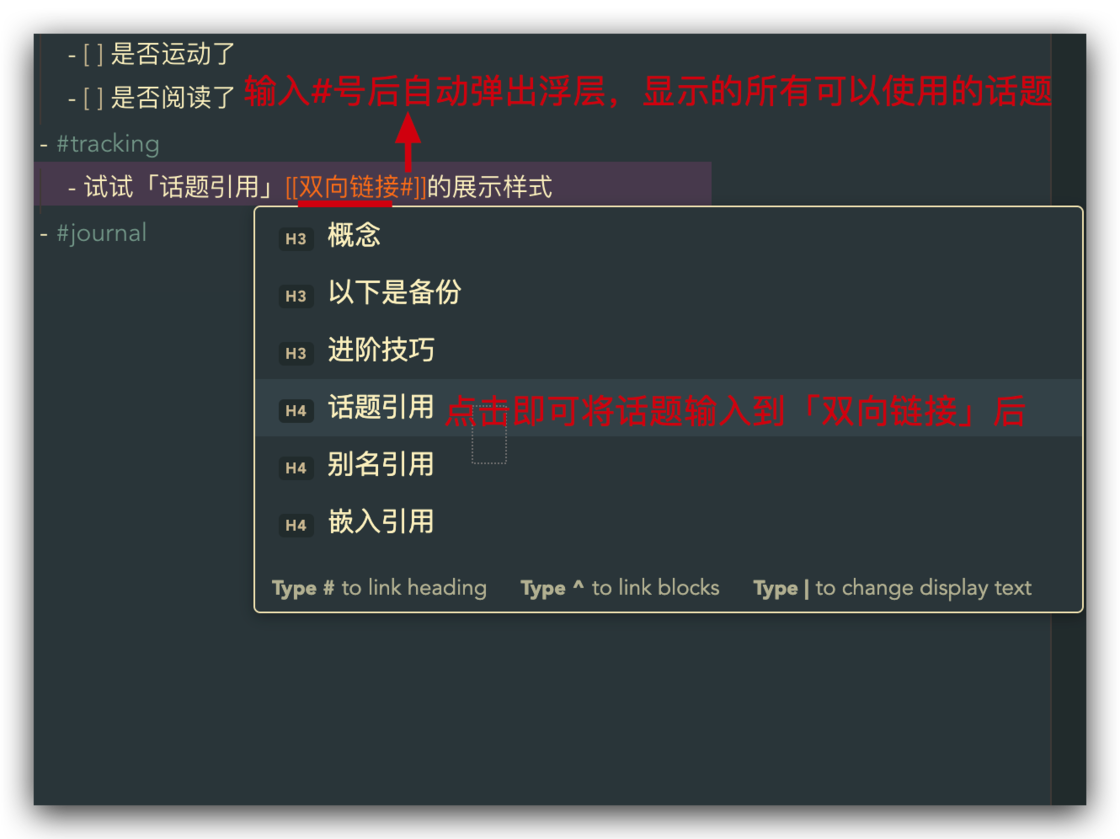 - [ ] 是否运动了
- [ ] 是否阅读了
输入#号后自动弹出浮层，显示的所有可以使用的话题
- #tracking
- 试试「话题引用」[[双向链接#]]的展示样式
- #journal
H3 概念
H3 以下是备份
H3 进阶技巧
H4 话题引用
点击即可将话题输入到「双向链接」后
H4 别名引用
H4 嵌入引用
Type # to link heading Type ^ to link blocks Type | to change display text